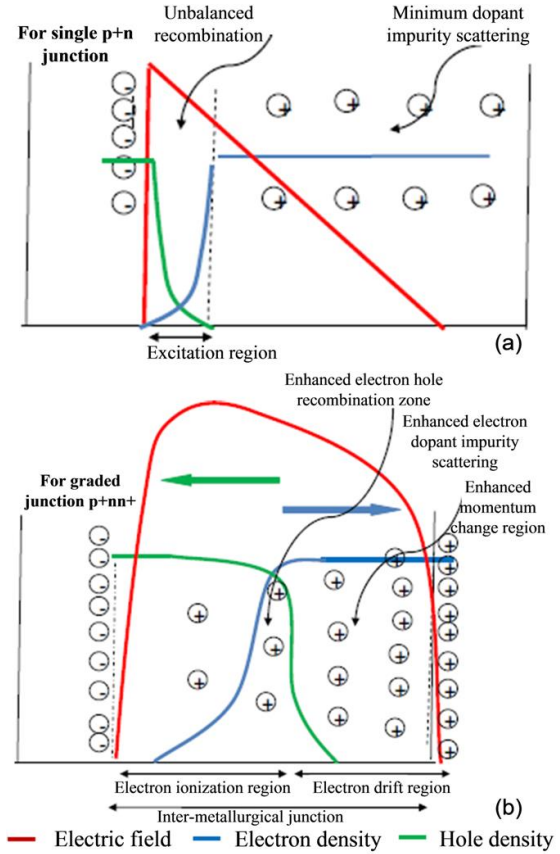 For single p+n
junction
Unbalanced
recombination
Minimum dopant
impurity scattering
Excitation region
(a)
Enhanced electron hole
recombination zone
Enhanced electron
dopant impurity
scattering
Enhanced
momentum
change region
For graded
junction p+nn+
Electron ionization region
Electron drift region
Inter-metallurgical junction
(b)
Electric field
Electron density
Hole density